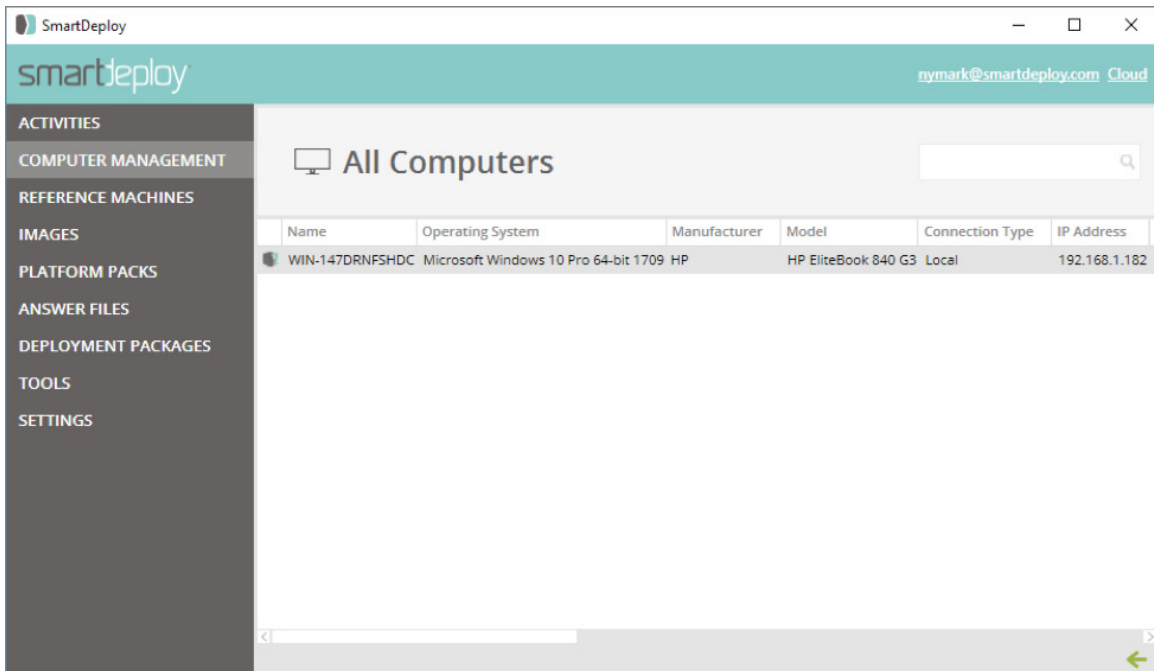 SmartDeploy
smartdeploy
nymark@smartdeploy.com Cloud
ACTIVITIES
COMPUTER MANAGEMENT
REFERENCE MACHINES
IMAGES
PLATFORM PACKS
ANSWER FILES
DEPLOYMENT PACKAGES
TOOLS
SETTINGS
All Computers
Name Operating System Manufacturer Model Connection Type IP Address
WIN-147DRNFSHDC Microsoft Windows 10 Pro 64-bit 1709 HP HP EliteBook 840 G3 Local 192.168.1.182